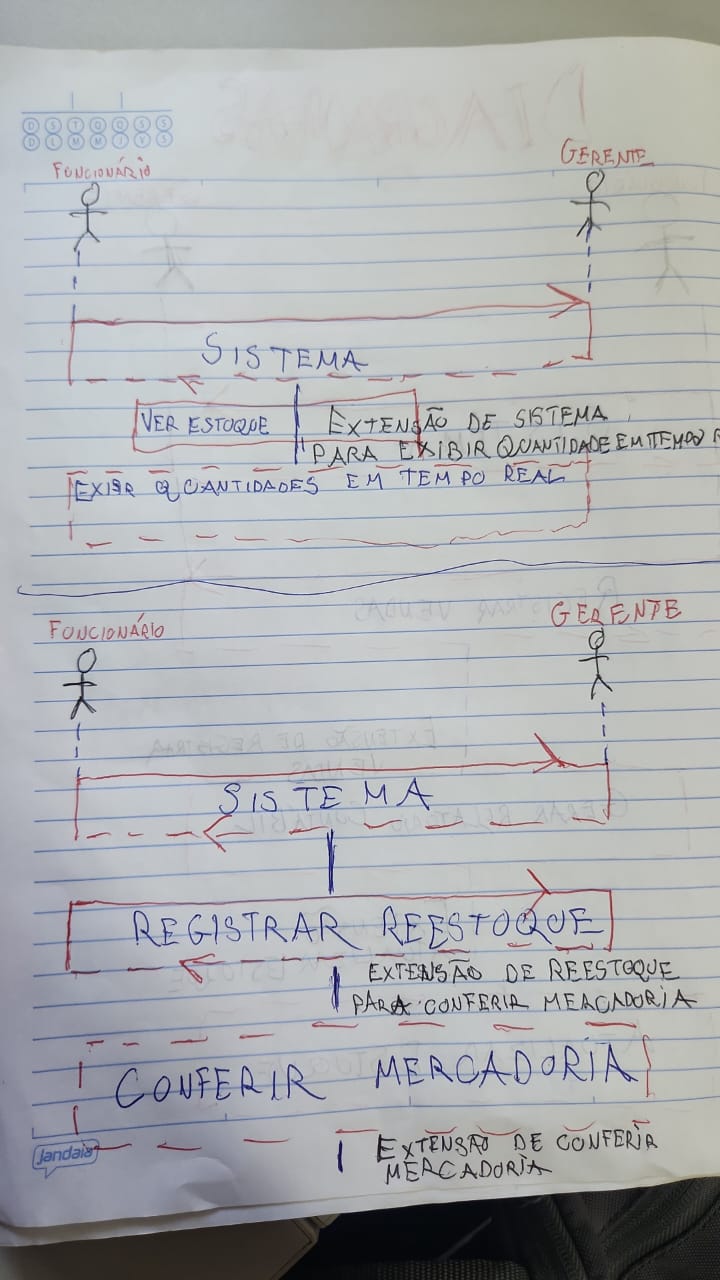 D S T Q Q S S
D L M M J V S
FUNCIONÁRIO
GERENTE
SISTEMA
VER ESTOQUE
EXTENSÃO DE SISTEMA
PARA EXIBIR QUANTIDADE EM TEMPO R
EXIBIR QUANTIDADES EM TEMPO REAL
FUNCIONÁRIO
GERENTE
SISTEMA
REGISTRAR REESTOQUE
EXTENSÃO DE REESTOQUE
PARA CONFERIR MERCADORIA
CONFERIR MERCADORIA
EXTENSÃO DE CONFERIR
MERCADORIA
Jandaia